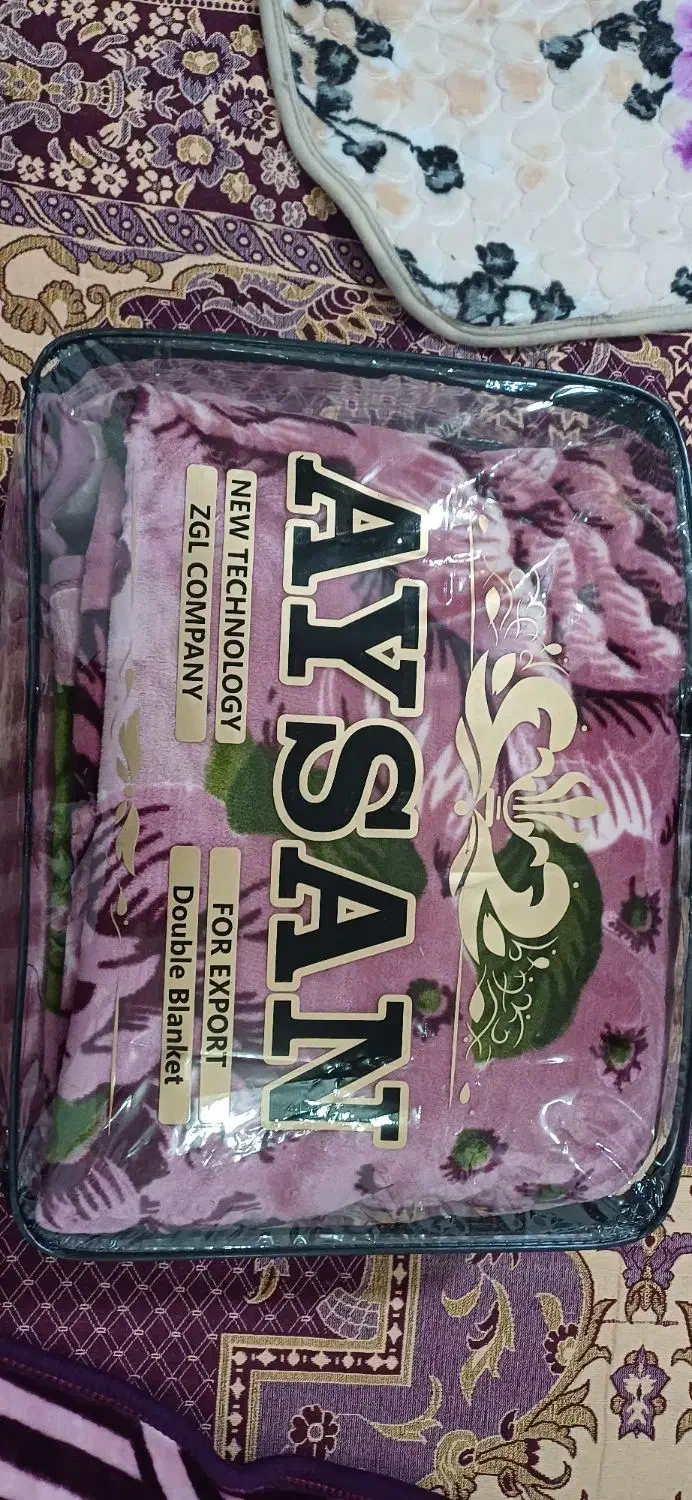 AYSAN
NEW TECHNOLOGY
FOR EXPORT
ZGL COMPANY
Double Blanket